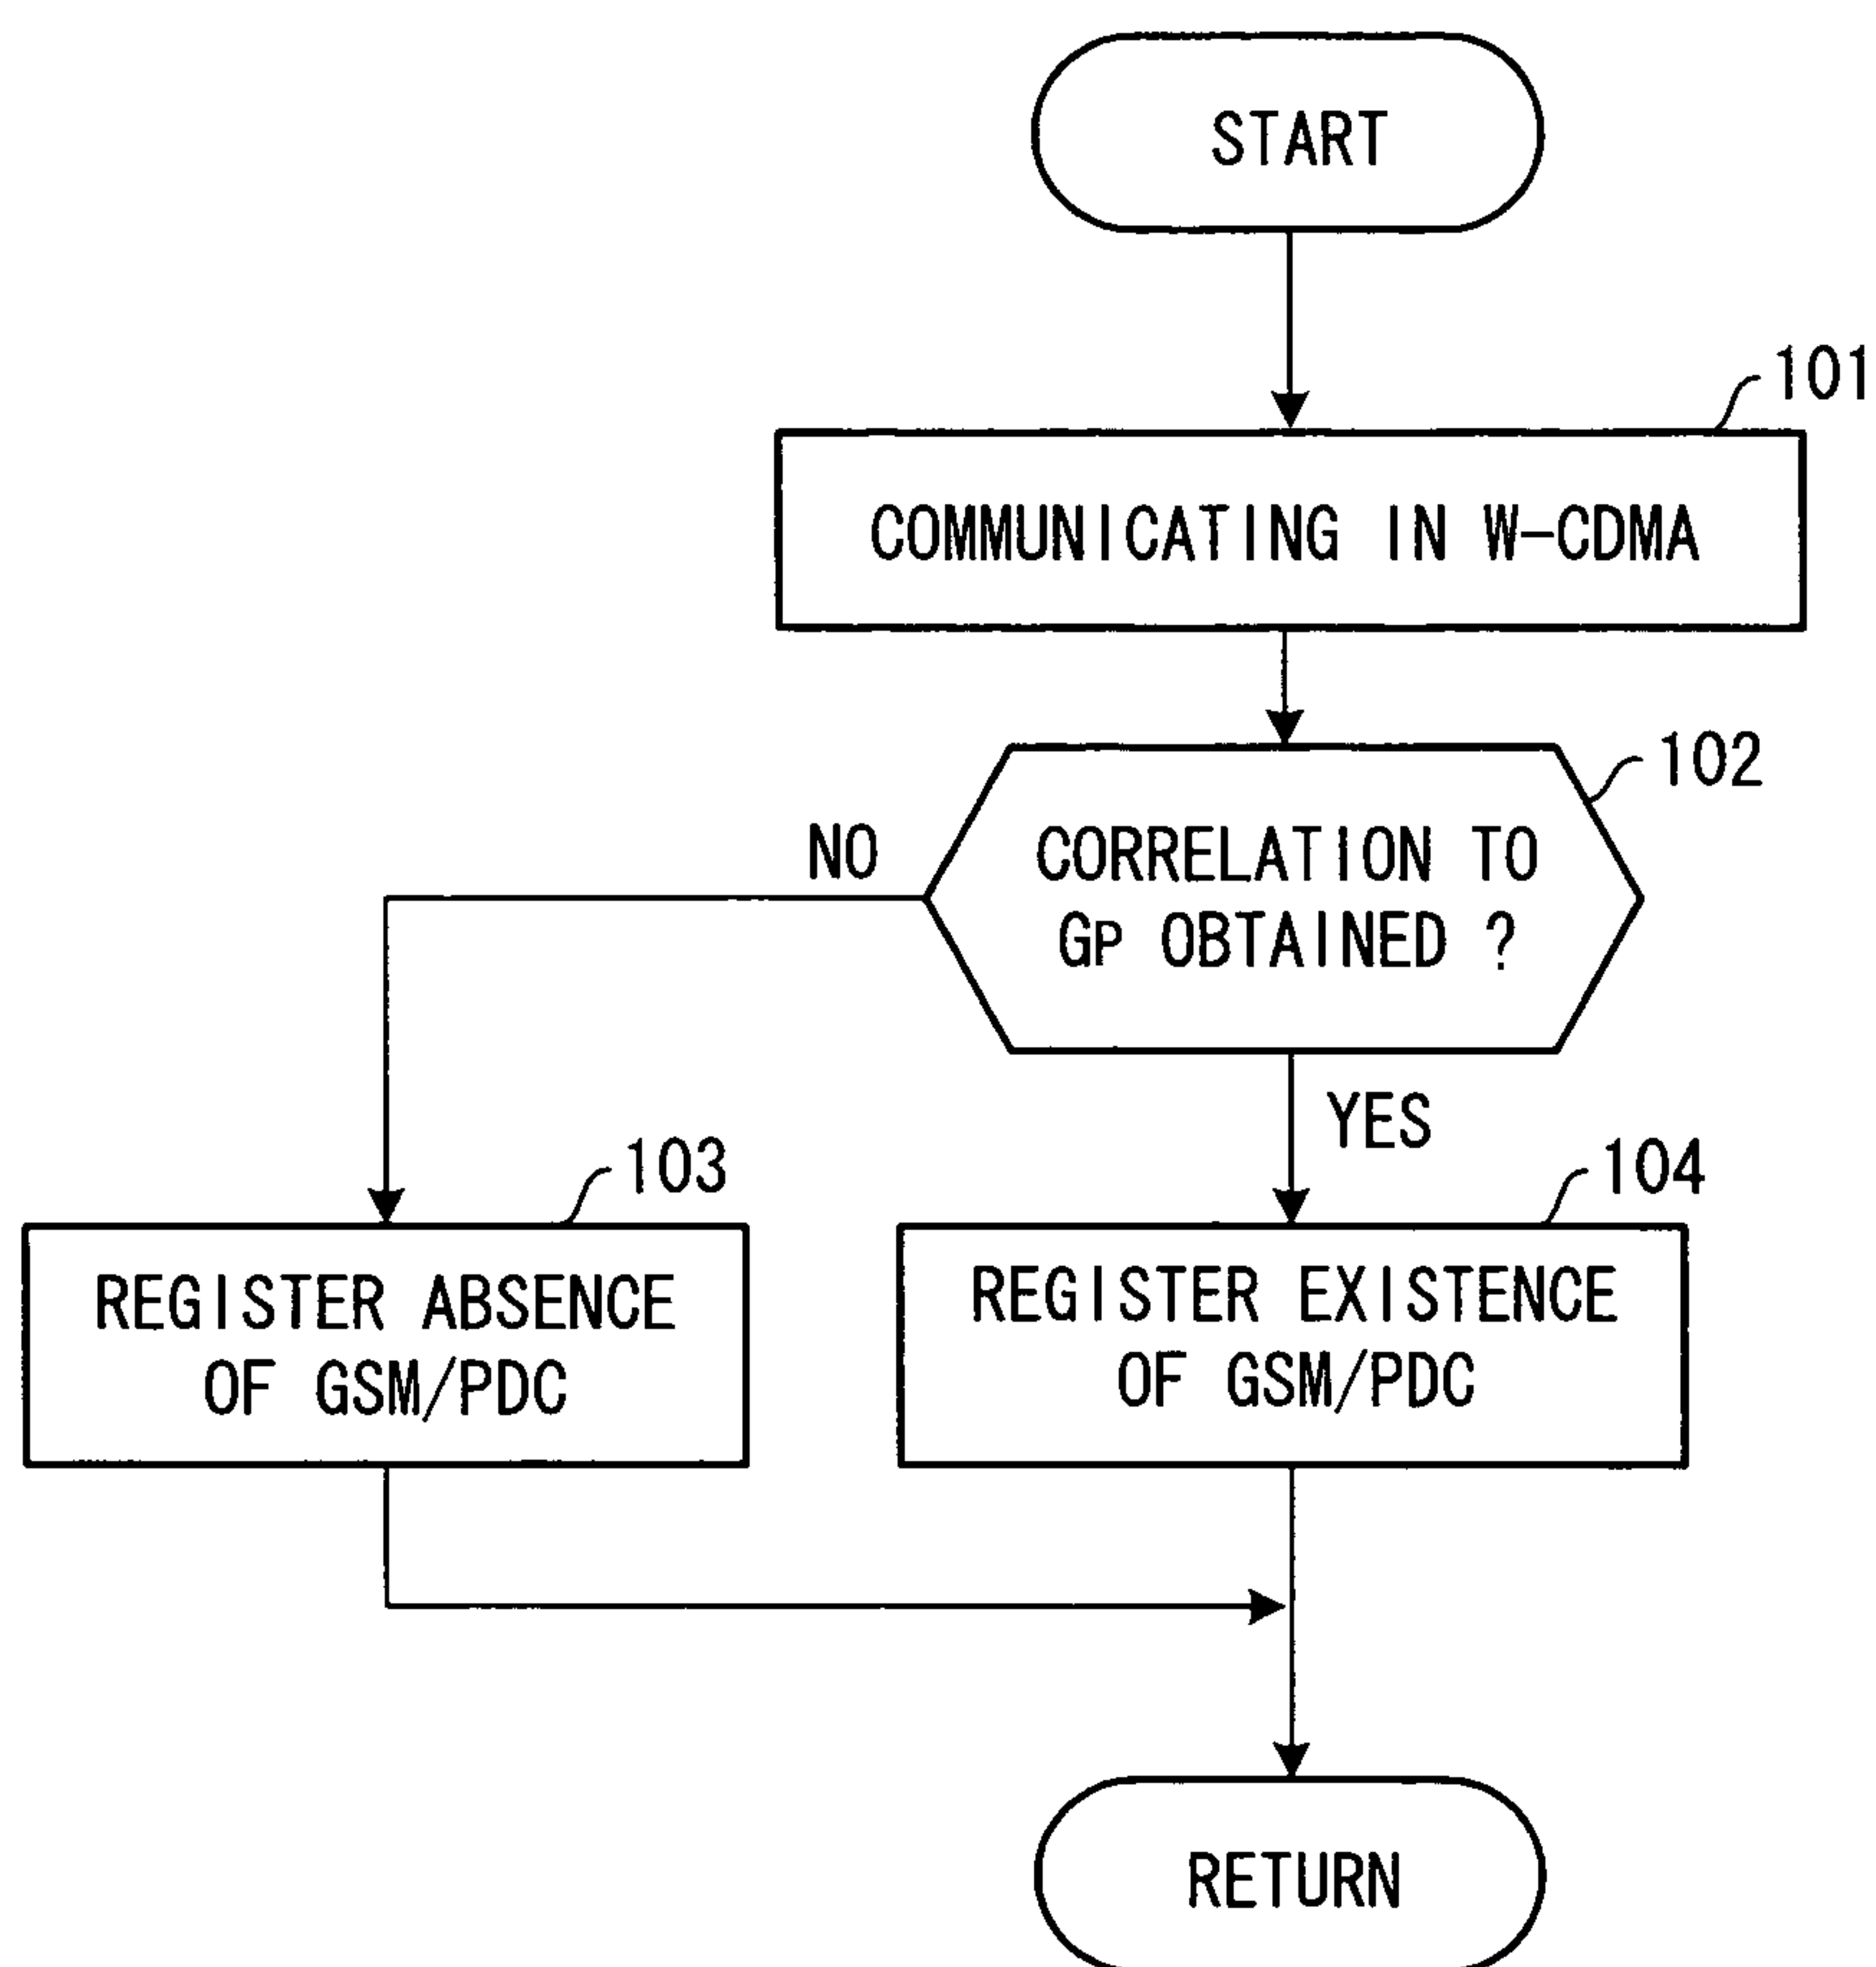 START
101
COMMUNICATING IN W-CDMA
102
CORRELATION TO
GP OBTAINED ?
NO
YES
103
REGISTER ABSENCE
OF GSM/PDC
104
REGISTER EXISTENCE
OF GSM/PDC
RETURN